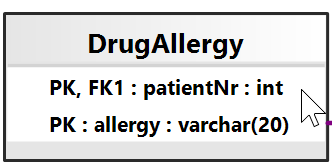 DrugAllergy
PK, FK1 : patientNr : int
PK : allergy : varchar(20)